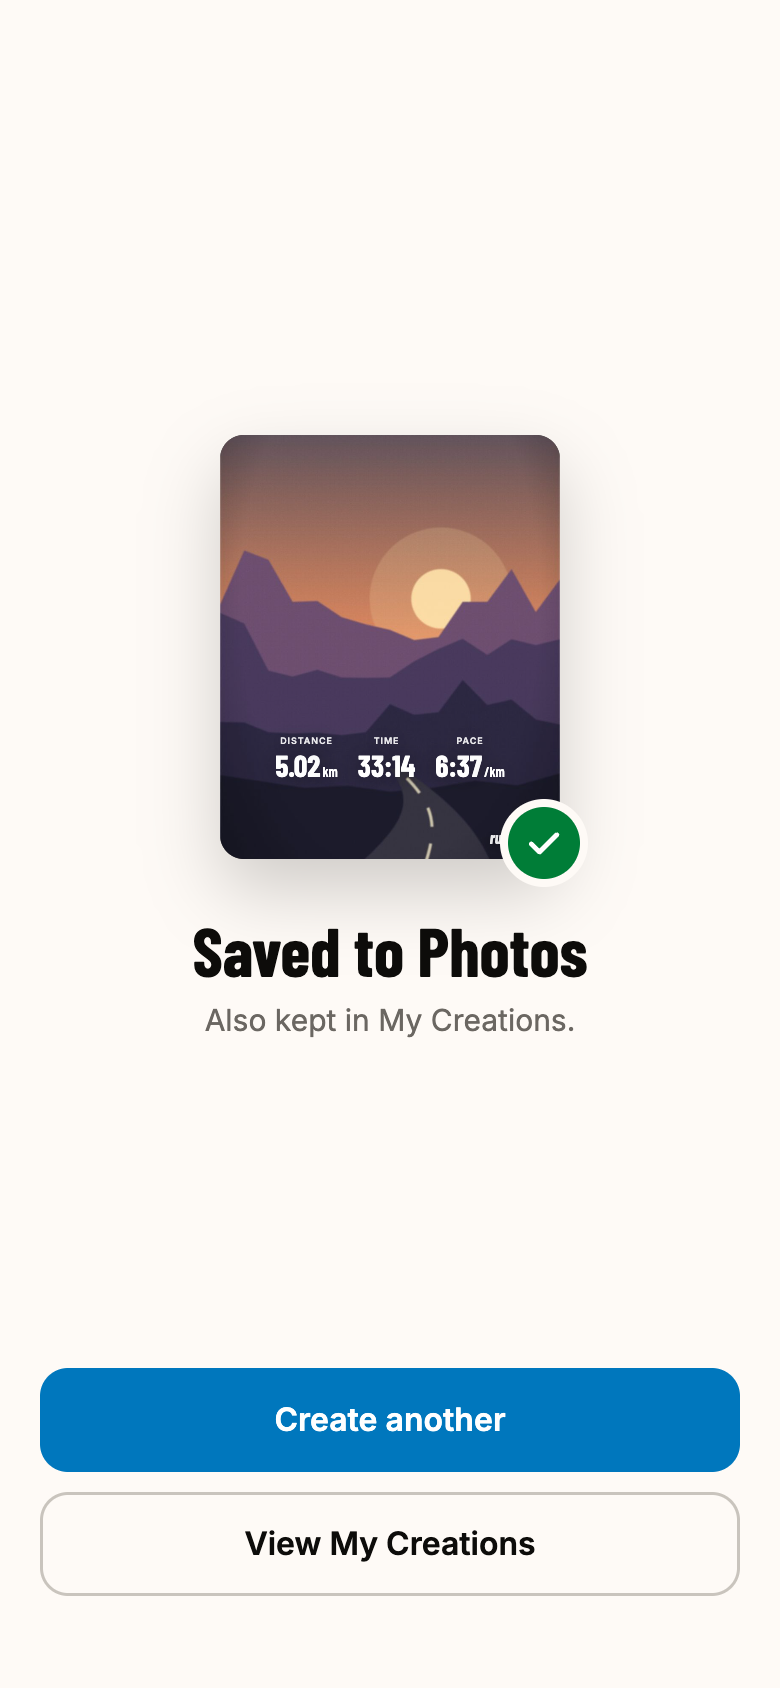 DISTANCE TIME PACE
5.02 km 33:14 6:37 /km
Saved to Photos
Also kept in My Creations.
Create another
View My Creations